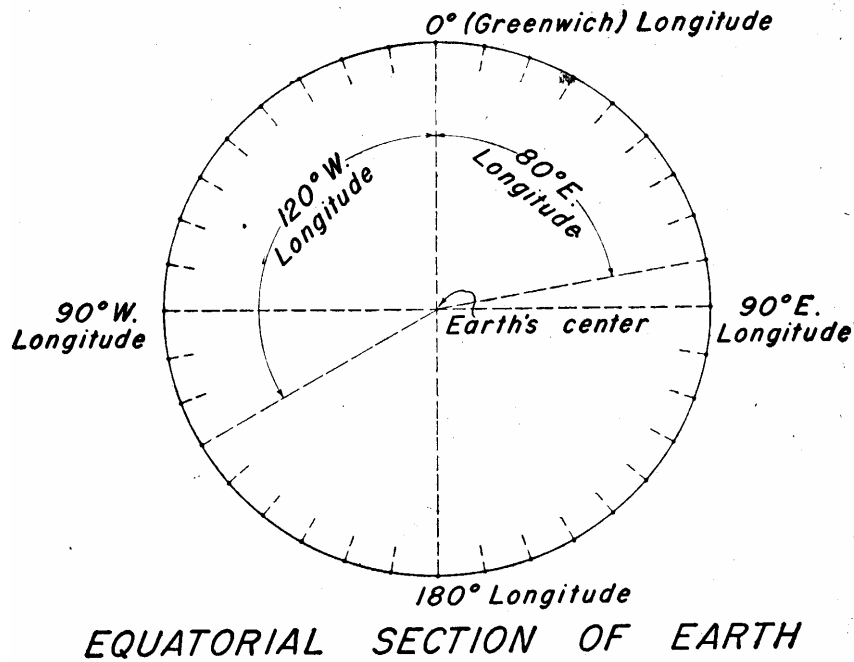 0° (Greenwich) Longitude
120° W.
Longitude
80° E.
Longitude
90° W.
Longitude
Earth's center
90° E.
Longitude
180° Longitude
EQUATORIAL SECTION OF EARTH